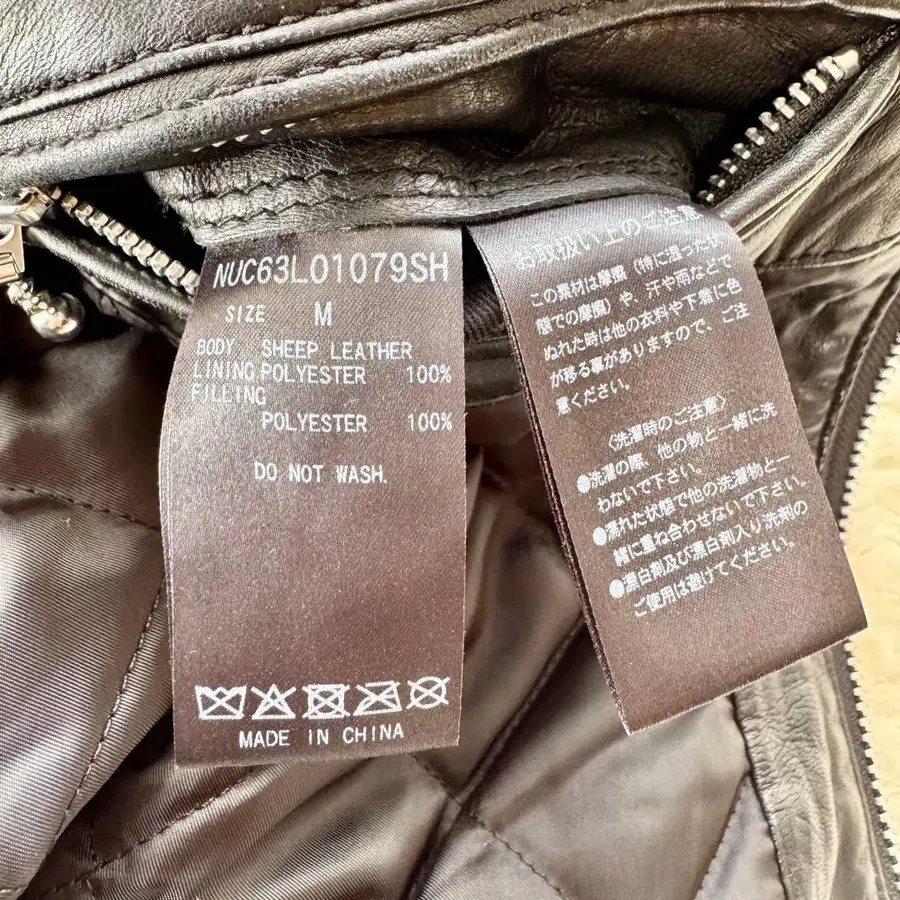 NUC63L01079SH
SIZE M
BODY SHEEP LEATHER
LINING POLYESTER 100%
FILLING
POLYESTER 100%
DO NOT WASH.
MADE IN CHINA
お取扱い上のご注意
この素材は摩擦(特に湿った状
態での摩擦)や、汗や雨などで
ぬれた時は他の衣料や下着に色
が移る事がありますので、ご注
意ください。
〈洗濯時のご注意〉
●洗濯の際、他の物と一緒に洗
わないで下さい。
●濡れた状態で他の洗濯物と一
緒に重ね合わせないで下さい。
●漂白剤及び漂白剤入り洗剤の
ご使用は避けてください。